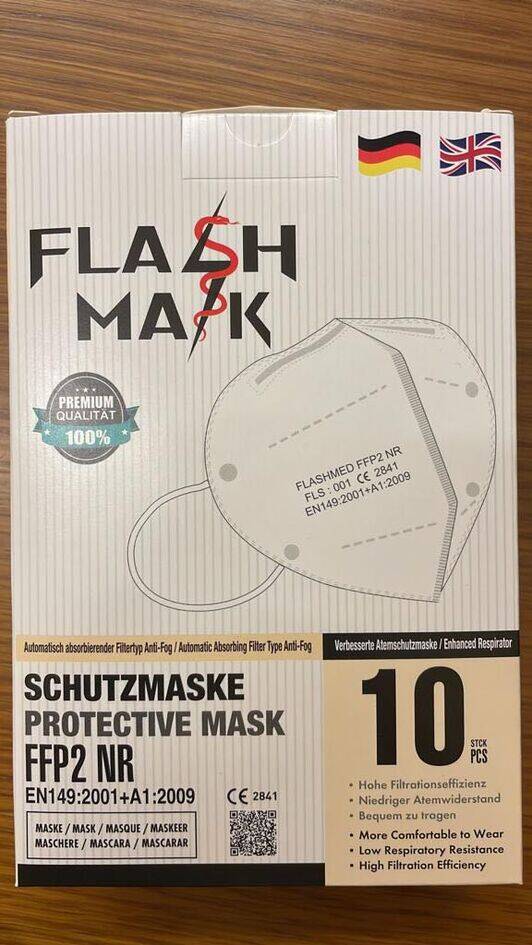 FLASH
MASK
PREMIUM
QUALITÄT
100%
FLASHMED FFP2 NR
FLS : 001 CE 2841
EN149:2001+A1:2009
Automatisch absorbierender Filtertyp Anti-Fog / Automatic Absorbing Filter Type Anti-Fog
Verbesserte Atemschutzmaske / Enhanced Respirator
SCHUTZMASKE
PROTECTIVE MASK
FFP2 NR
EN149:2001+A1:2009
CE 2841
MASKE / MASK / MASQUE / MASKEER
MASCHERE / MASCARA / MASCARAR
10
STCK
PCS
• Hohe Filtrationseffizienz
• Niedriger Atemwiderstand
• Bequem zu tragen
• More Comfortable to Wear
• Low Respiratory Resistance
• High Filtration Efficiency